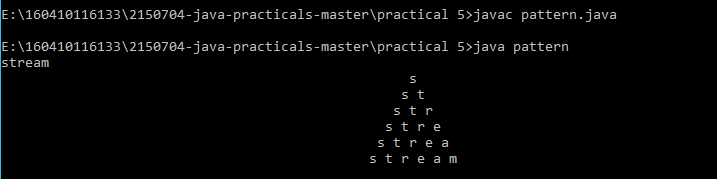 E:\160410116133\2150704-java-practicals-master\practical 5>javac pattern.java
E:\160410116133\2150704-java-practicals-master\practical 5>java pattern
stream
s
s t
s t r
s t r e
s t r e a
s t r e a m